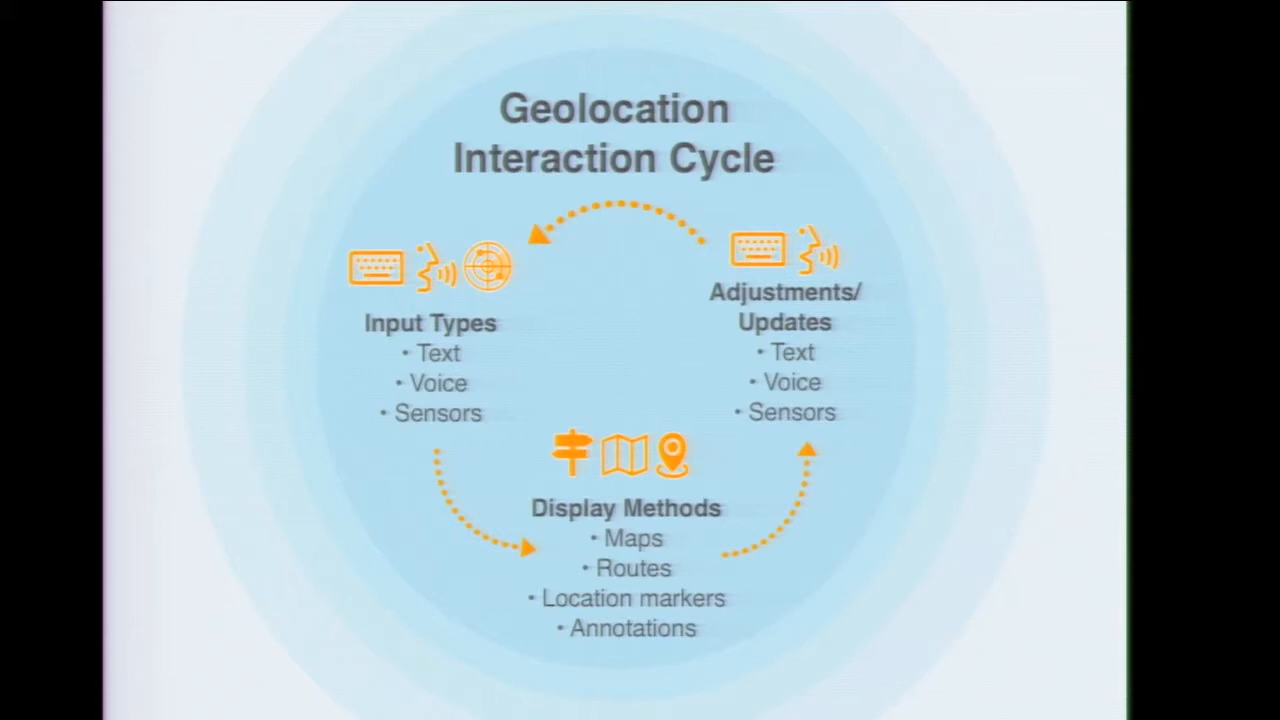 Geolocation
Interaction Cycle
Input Types
• Text
• Voice
• Sensors
Adjustments/
Updates
• Text
• Voice
• Sensors
Display Methods
• Maps
• Routes
• Location markers
• Annotations